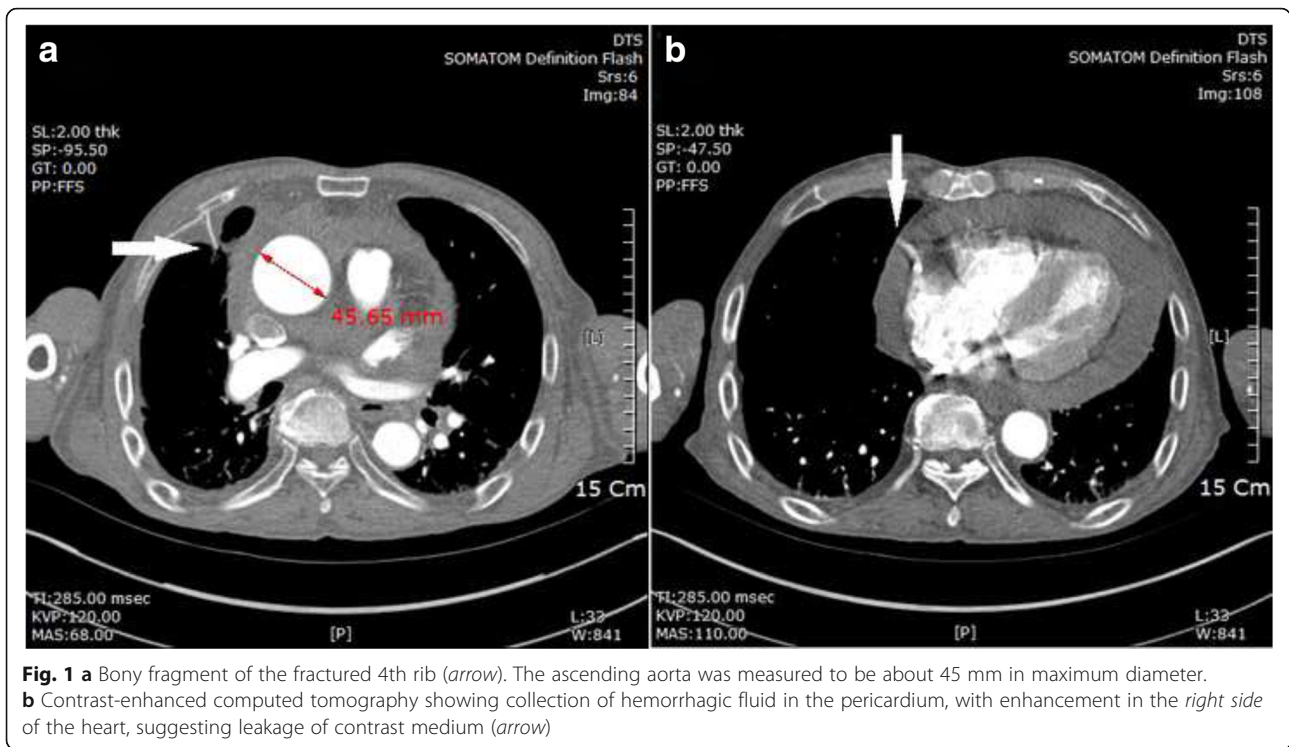 a
DTS
SOMATOM Definition Flash
Srs:6
Img:84
SL:2.00 thk
SP:-95.50
GT: 0.00
PP:FFS
45.65 mm
[L]
15 Cm
TI:285.00 msec
KVP:120.00
MAS:68.00
[P]
L:33
W:841
b
DTS
SOMATOM Definition Flash
Srs:6
Img:108
SL:2.00 thk
SP:-47.50
GT: 0.00
PP:FFS
[L]
15 Cm
TI:285.00 msec
KVP:120.00
MAS:110.00
[P]
L:33
W:841
Fig. 1 a Bony fragment of the fractured 4th rib (arrow). The ascending aorta was measured to be about 45 mm in maximum diameter.
b Contrast-enhanced computed tomography showing collection of hemorrhagic fluid in the pericardium, with enhancement in the right side
of the heart, suggesting leakage of contrast medium (arrow)